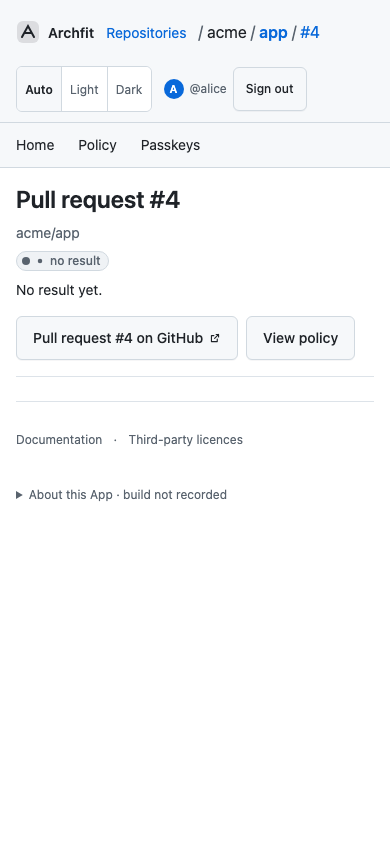 Archfit Repositories / acme / app / #4
Auto Light Dark A @alice Sign out
Home Policy Passkeys
Pull request #4
acme/app
• no result
No result yet.
Pull request #4 on GitHub View policy
Documentation · Third-party licences
About this App · build not recorded